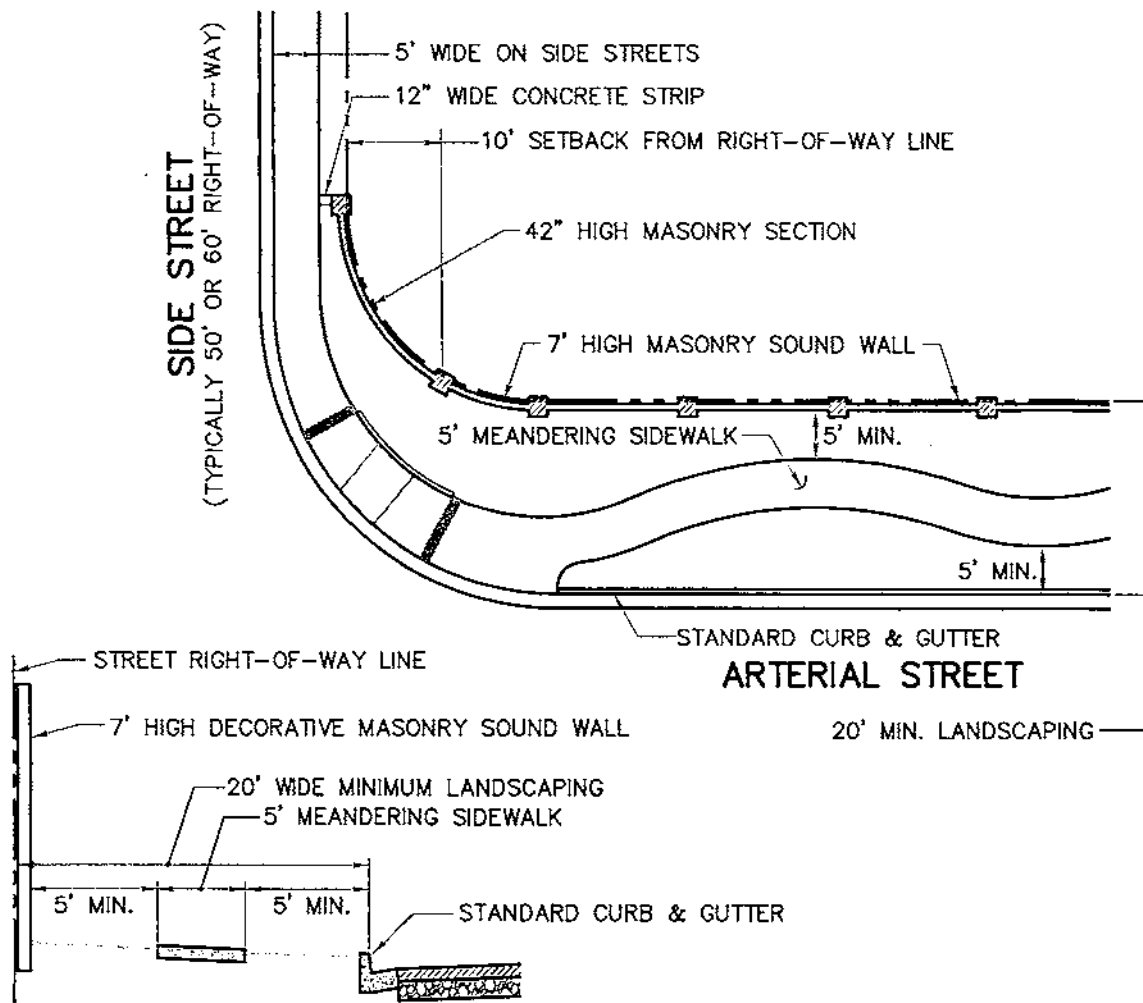 5' WIDE ON SIDE STREETS
12" WIDE CONCRETE STRIP
10' SETBACK FROM RIGHT-OF-WAY LINE
SIDE STREET
(TYPICALLY 50' OR 60' RIGHT-OF-WAY)
42" HIGH MASONRY SECTION
7' HIGH MASONRY SOUND WALL
5' MEANDERING SIDEWALK
5' MIN.
5' MIN.
STANDARD CURB & GUTTER
ARTERIAL STREET
20' MIN. LANDSCAPING
STREET RIGHT-OF-WAY LINE
7' HIGH DECORATIVE MASONRY SOUND WALL
20' WIDE MINIMUM LANDSCAPING
5' MEANDERING SIDEWALK
5' MIN.
5' MIN.
STANDARD CURB & GUTTER